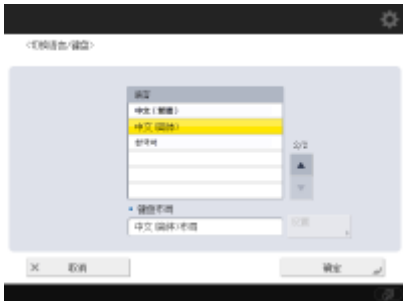 <切换语言/键盘>
语言
中文(繁體)
中文(简体)
한국어
2/2
键盘布局
中文(简体)布局
设置
× 取消
确定